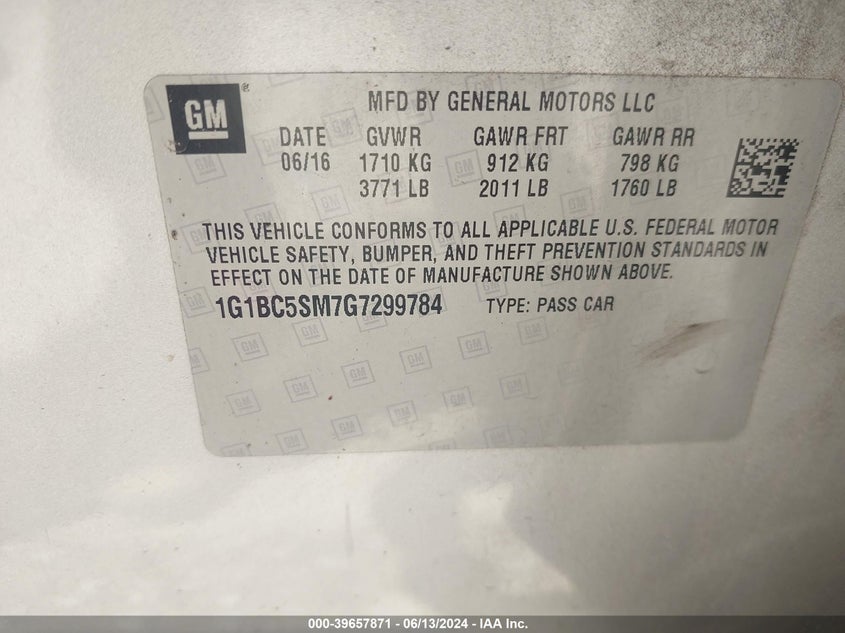 GM®
MFD BY GENERAL MOTORS LLC
DATE GVWR GAWR FRT GAWR RR
06/16 1710 KG 912 KG 798 KG
3771 LB 2011 LB 1760 LB
THIS VEHICLE CONFORMS TO ALL APPLICABLE U.S. FEDERAL MOTOR
VEHICLE SAFETY, BUMPER, AND THEFT PREVENTION STANDARDS IN
EFFECT ON THE DATE OF MANUFACTURE SHOWN ABOVE.
1G1BC5SM7G7299784 TYPE: PASS CAR
000-39657871 - 06/13/2024 - IAA Inc.